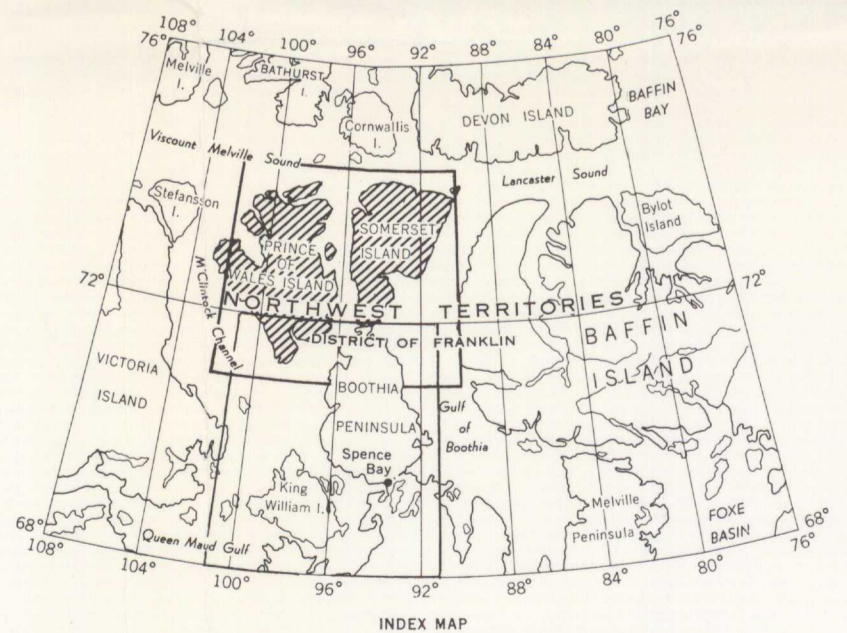 108°
104°
100°
96°
92°
88°
84°
80°
76°
76°
76°
Melville
I.
BATHURST
I.
Cornwallis
I.
DEVON ISLAND
BAFFIN
BAY
Viscount Melville Sound
Lancaster Sound
Stefansson
I.
Bylot
Island
PRINCE
OF
WALES ISLAND
SOMERSET
ISLAND
M'Clintock Channel
72°
72°
NORTHWEST TERRITORIES
DISTRICT OF FRANKLIN
BAFFIN
ISLAND
VICTORIA
ISLAND
BOOTHIA
PENINSULA
Gulf
of
Boothia
Spence
Bay
King
William I.
Melville
Peninsula
FOXE
BASIN
Queen Maud Gulf
68°
68°
108°
104°
100°
96°
92°
88°
84°
80°
76°
INDEX MAP